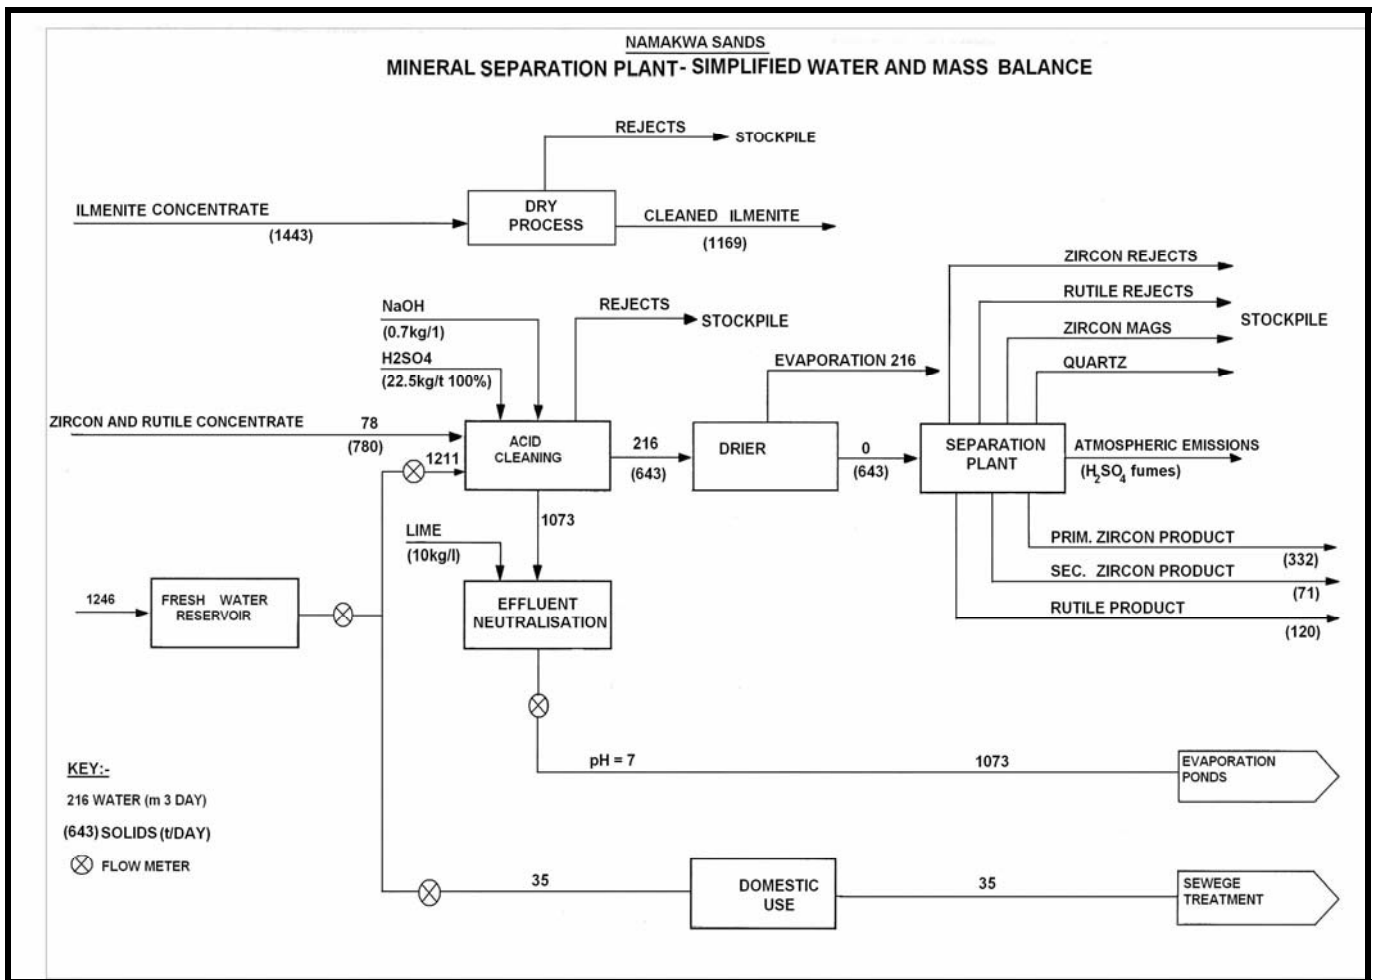 NAMAKWA SANDS
MINERAL SEPARATION PLANT- SIMPLIFIED WATER AND MASS BALANCE
REJECTS
STOCKPILE
ILMENITE CONCENTRATE
(1443)
DRY
PROCESS
CLEANED ILMENITE
(1169)
ZIRCON REJECTS
RUTILE REJECTS
ZIRCON MAGS
QUARTZ
STOCKPILE
NaOH
(0.7kg/1)
H2SO4
(22.5kg/t 100%)
REJECTS
STOCKPILE
EVAPORATION 216
ZIRCON AND RUTILE CONCENTRATE
78
(780)
1211
ACID
CLEANING
216
(643)
DRIER
0
(643)
SEPARATION
PLANT
ATMOSPHERIC EMISSIONS
(H2SO4 fumes)
1073
LIME
(10kg/l)
PRIM. ZIRCON PRODUCT
(332)
SEC. ZIRCON PRODUCT
(71)
RUTILE PRODUCT
(120)
1246
FRESH WATER
RESERVOIR
EFFLUENT
NEUTRALISATION
pH = 7
1073
EVAPORATION
PONDS
KEY:-
216 WATER (m 3 DAY)
(643) SOLIDS (t/DAY)
FLOW METER
35
DOMESTIC
USE
35
SEWEGE
TREATMENT